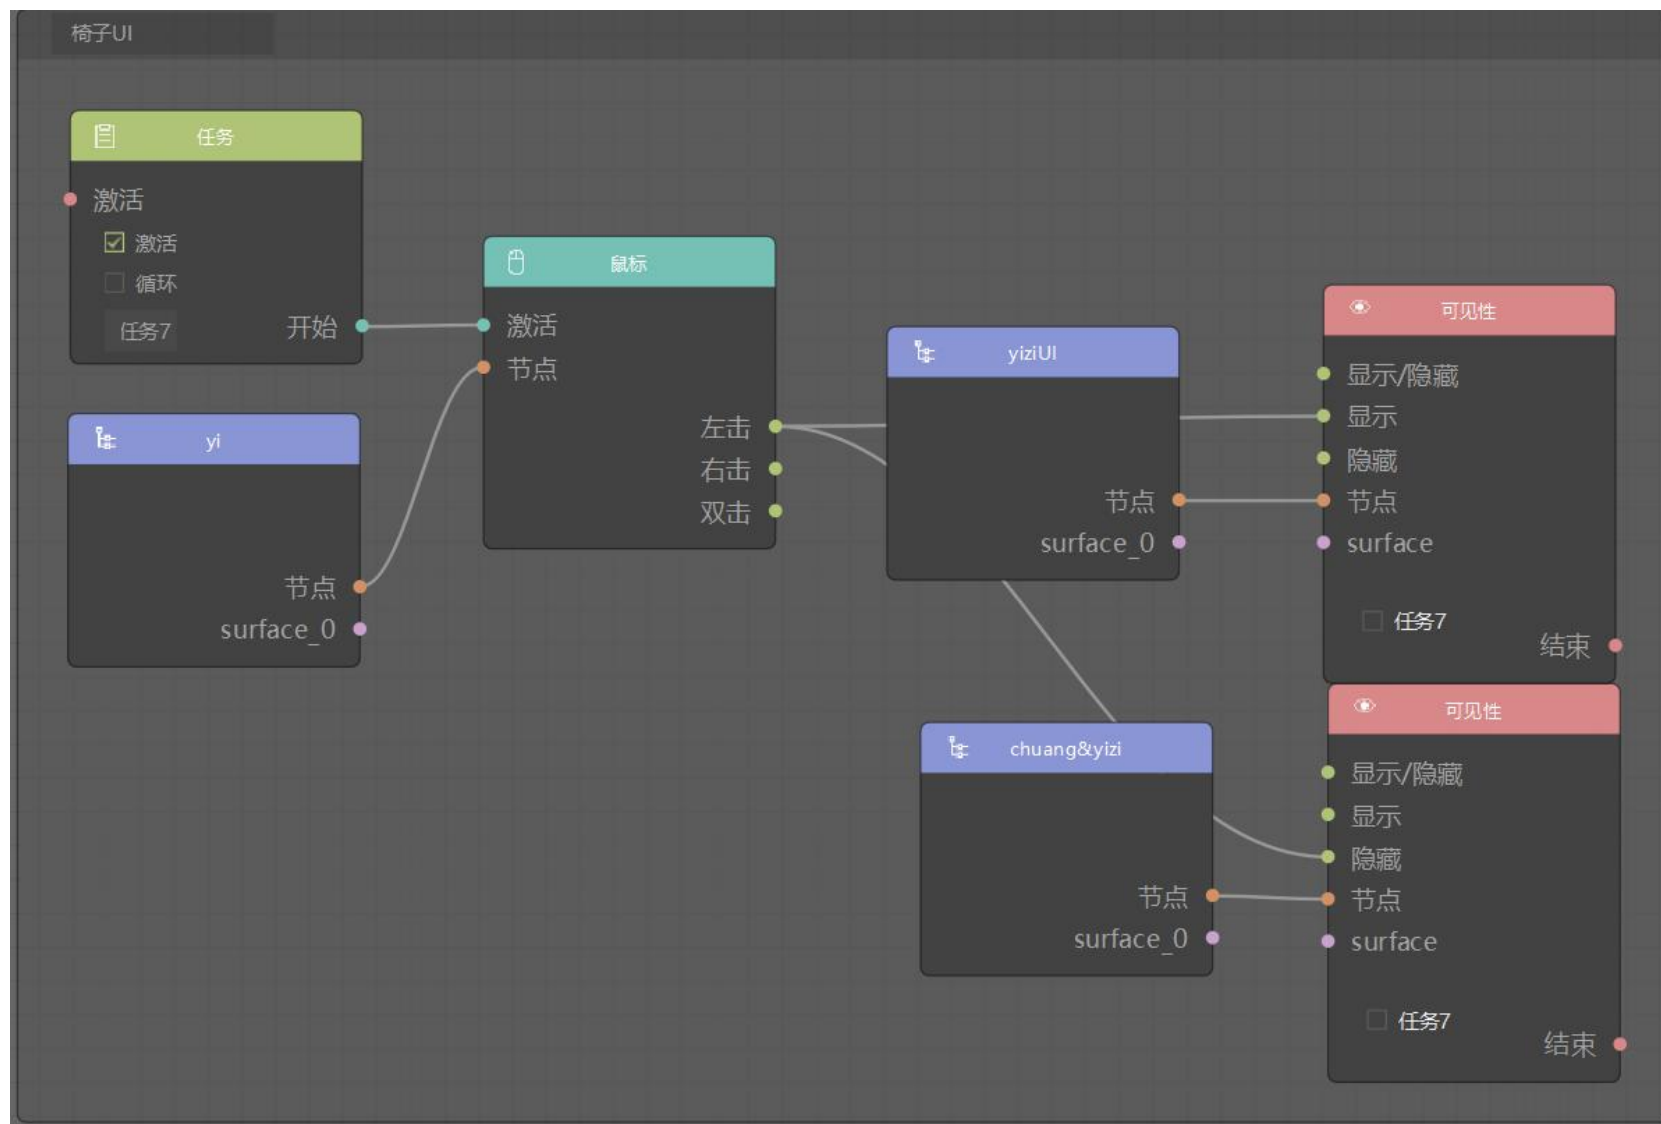 椅子UI
任务
激活
激活
循环
任务7
开始
yi
节点
surface_0
鼠标
激活
节点
左击
右击
双击
yiziUI
节点
surface_0
chuang&yizi
节点
surface_0
可见性
显示/隐藏
显示
隐藏
节点
surface
任务7
结束
可见性
显示/隐藏
显示
隐藏
节点
surface
任务7
结束